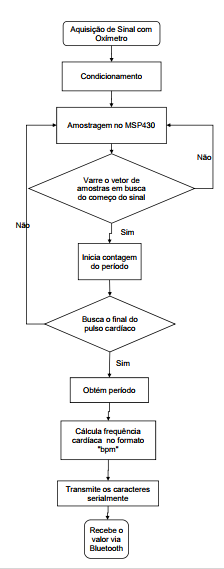 Aquisição de Sinal com
Oxímetro
Condicionamento
Amostragem no MSP430
Não
Varre o vetor de
amostras em busca
do começo do sinal
Sim
Não
Inicia contagem
do período
Busca o final do
pulso cardíaco
Sim
Obtém período
Cálcula frequência
cardíaca no formato
"bpm"
Transmite os caracteres
serialmente
Recebe o
valor via
Bluetooth